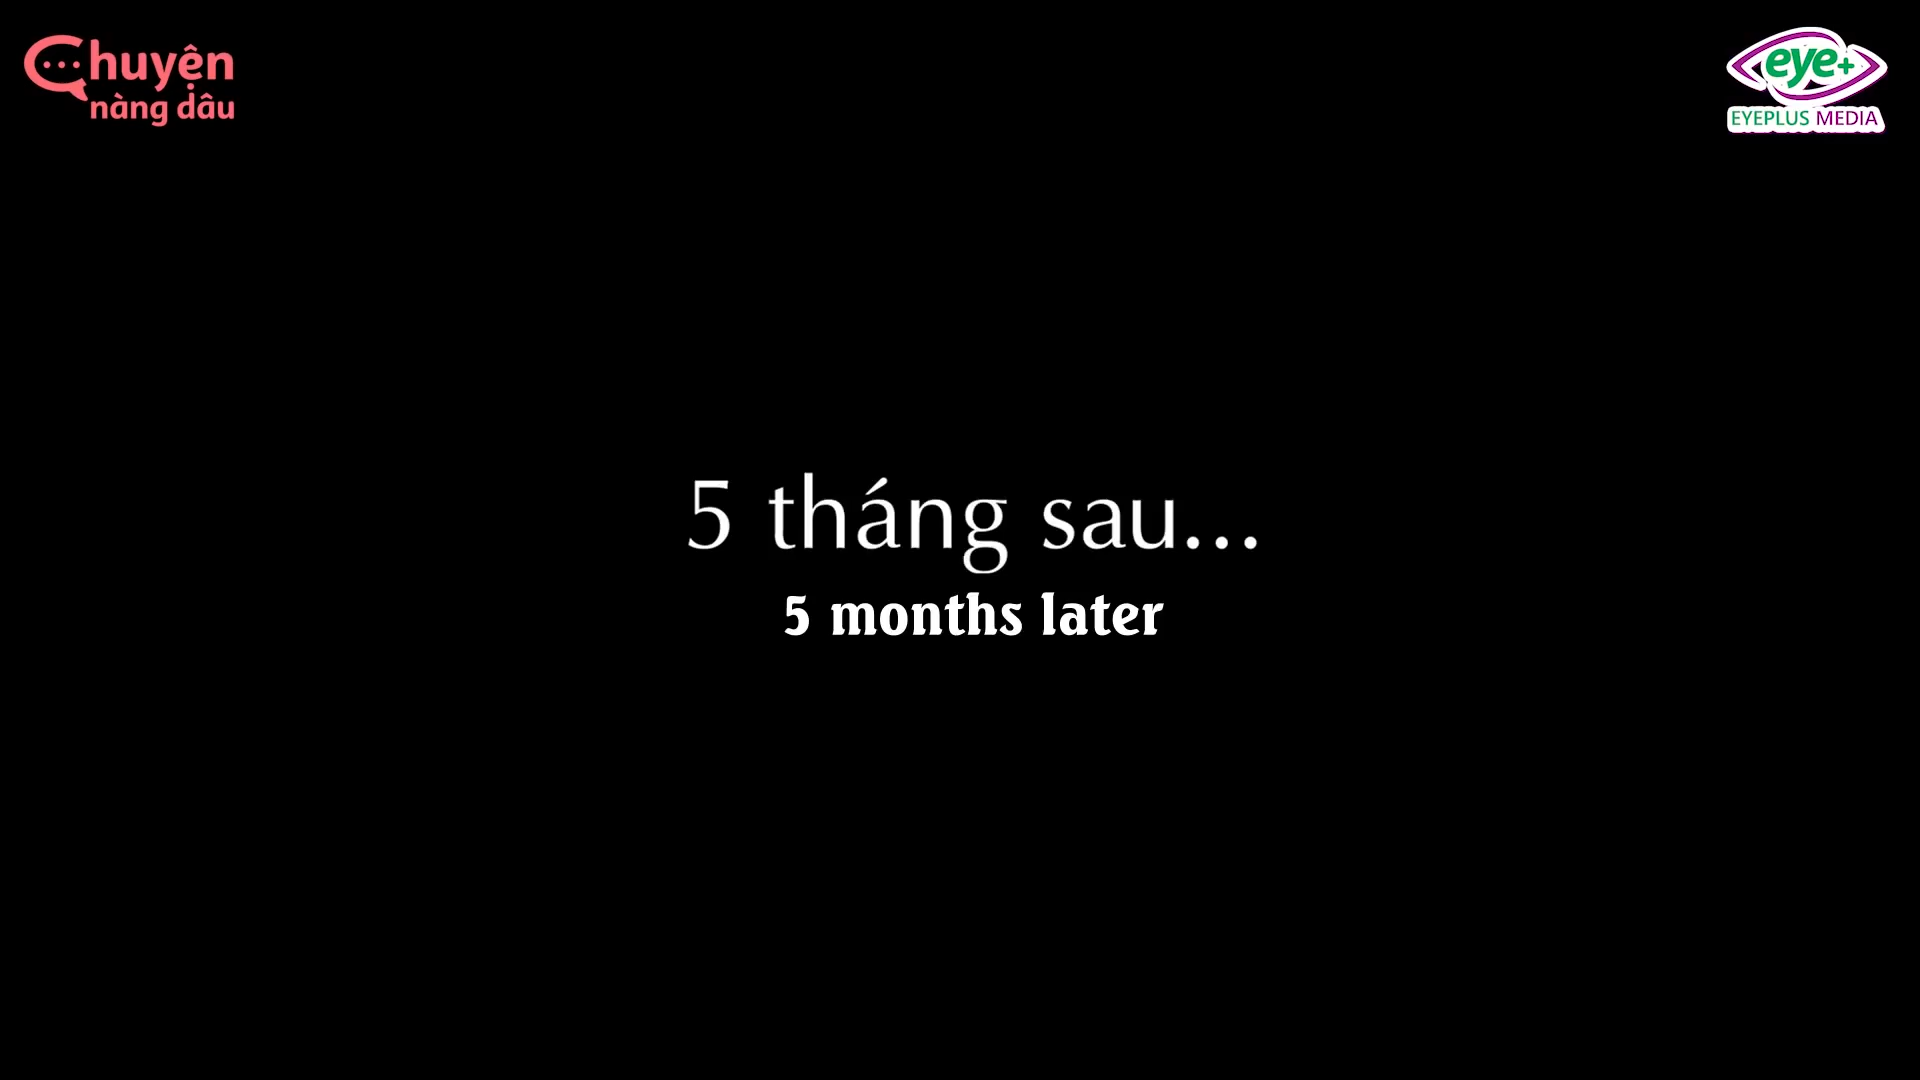 Chuyện
nàng dâu
eye+
EYEPLUS MEDIA
5 tháng sau...
5 months later